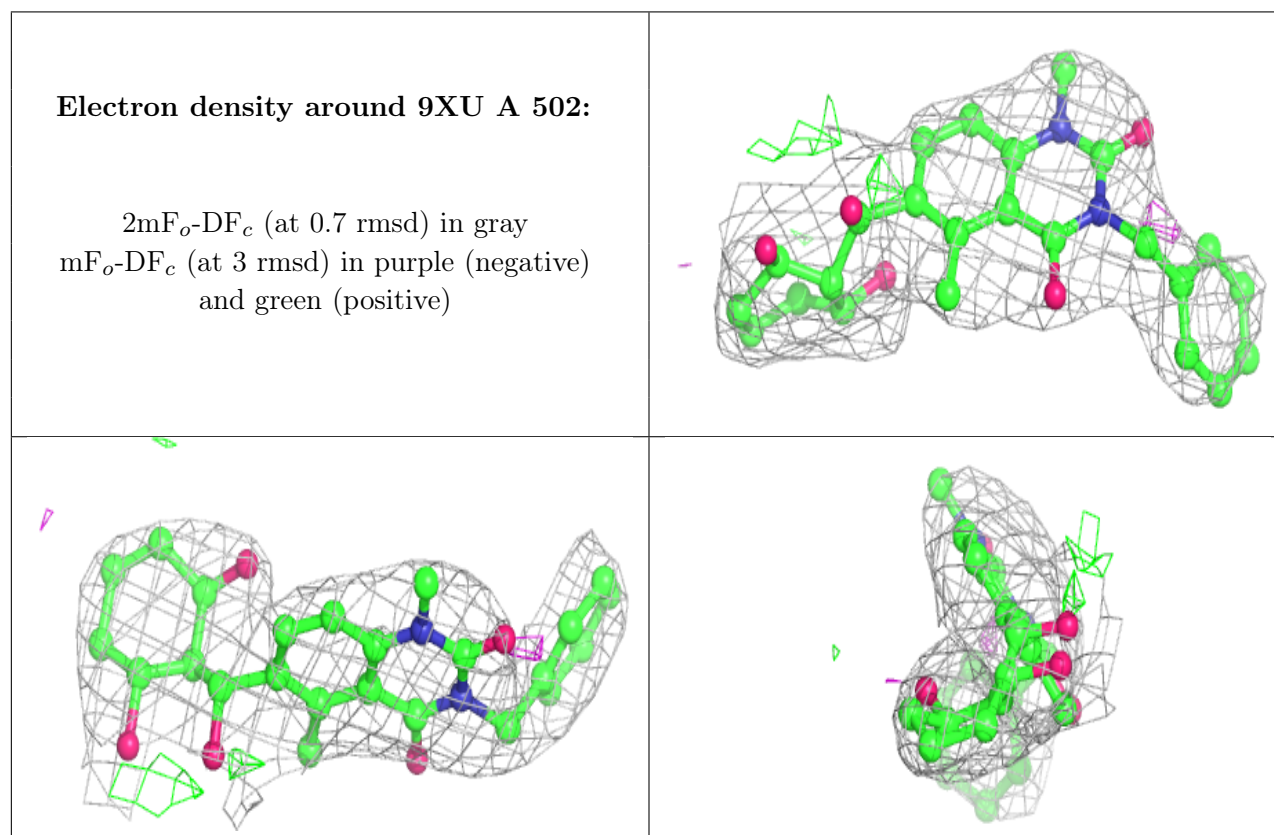 Electron density around 9XU A 502:
2mFo-DFc (at 0.7 rmsd) in gray
mFo-DFc (at 3 rmsd) in purple (negative)
and green (positive)